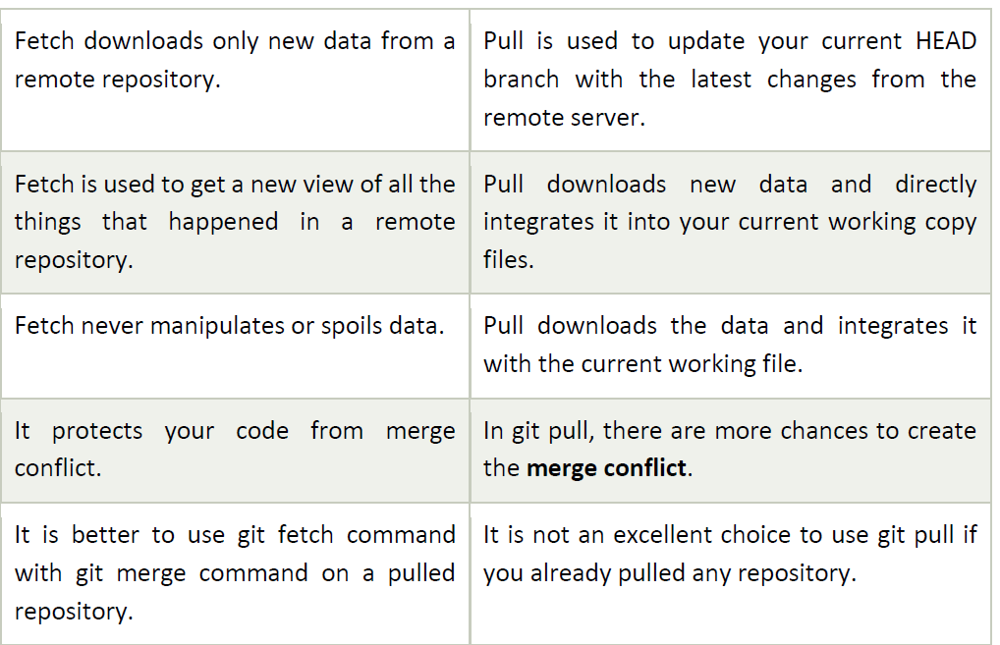 Fetch downloads only new data from a
remote repository.
Pull is used to update your current HEAD
branch with the latest changes from the
remote server.
Fetch is used to get a new view of all the
things that happened in a remote
repository.
Pull downloads new data and directly
integrates it into your current working copy
files.
Fetch never manipulates or spoils data.
Pull downloads the data and integrates it
with the current working file.
It protects your code from merge
conflict.
In git pull, there are more chances to create
the merge conflict.
It is better to use git fetch command
with git merge command on a pulled
repository.
It is not an excellent choice to use git pull if
you already pulled any repository.